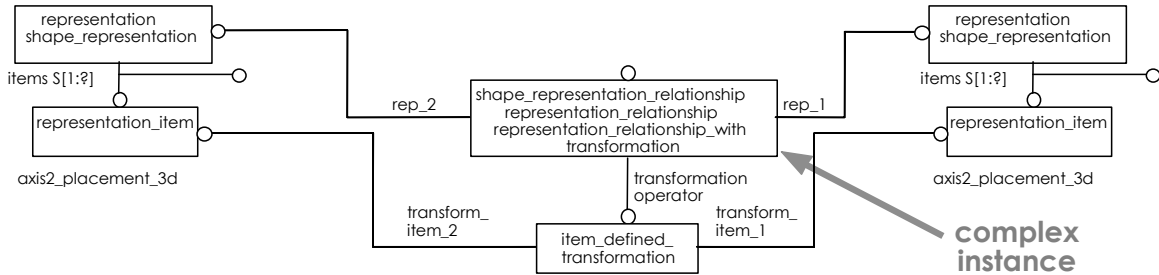 representation
shape_representation
items S[1:?]
representation_item
axis2_placement_3d
rep_2
shape_representation_relationship
representation_relationship
representation_relationship_with
transformation
rep_1
transformation
operator
transform_
item_2
item_defined_
transformation
transform_
item_1
representation
shape_representation
items S[1:?]
representation_item
axis2_placement_3d
complex
instance